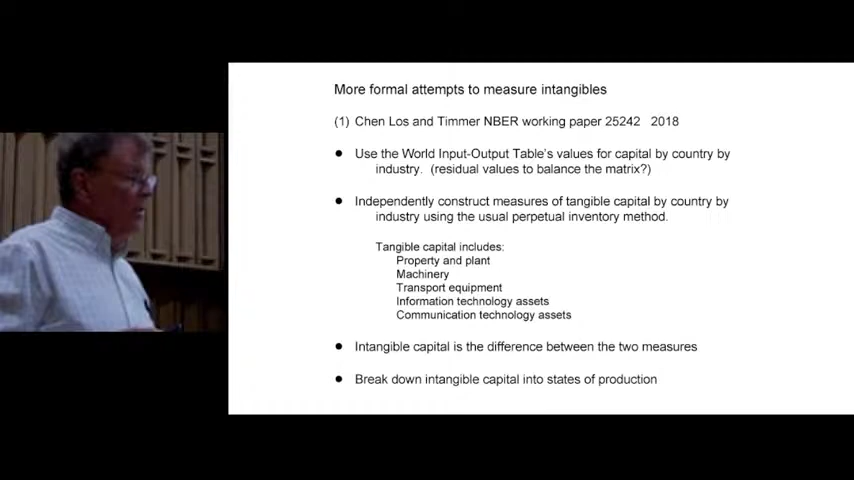 More formal attempts to measure intangibles
(1) Chen Los and Timmer NBER working paper 25242 2018
● Use the World Input-Output Table's values for capital by country by
industry. (residual values to balance the matrix?)
● Independently construct measures of tangible capital by country by
industry using the usual perpetual inventory method.
Tangible capital includes:
Property and plant
Machinery
Transport equipment
Information technology assets
Communication technology assets
● Intangible capital is the difference between the two measures
● Break down intangible capital into states of production